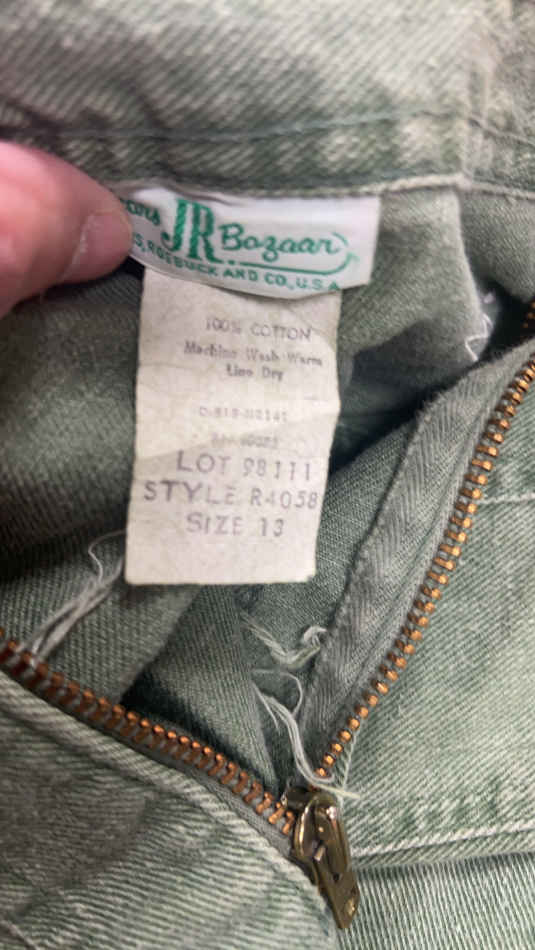 JR Bazaar
ROEBUCK AND CO., U.S.A.
100% COTTON
Machine Wash Warm
Line Dry
LOT 98111
STYLE R4058
SIZE 13